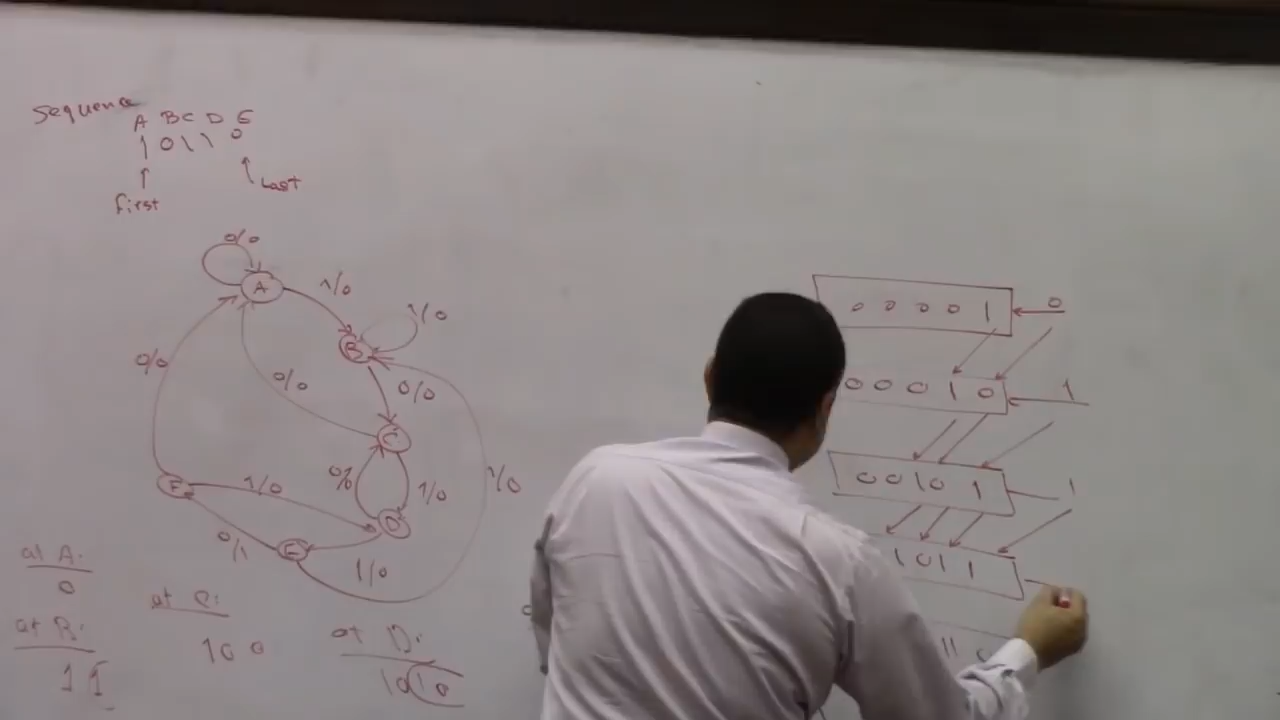 Sequence
A B C D E
1 0 1 1 0
First
Last
0/0
A
1/0
B
1/0
0/0
0/0
0/0
C
0/0
1/0
1/0
F
1/0
D
E
0/1
1/0
at A:
0
at B:
1 1
at C:
1 0 0
at D:
1 0 1 0
0 0 0 0 1
0
0 0 0 1 0
1
0 0 1 0 1
1
1 0 1 1